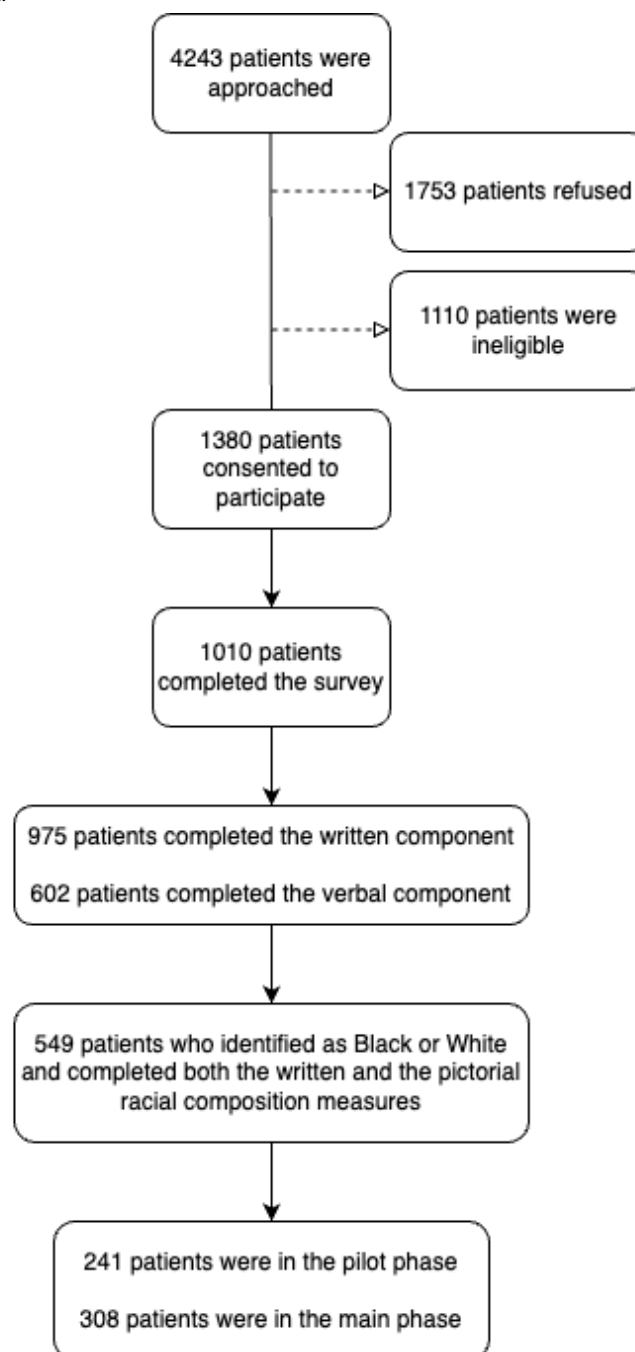 4243 patients were
approached
1753 patients refused
1110 patients were
ineligible
1380 patients
consented to
participate
1010 patients
completed the survey
975 patients completed the written component
602 patients completed the verbal component
549 patients who identified as Black or White
and completed both the written and the pictorial
racial composition measures
241 patients were in the pilot phase
308 patients were in the main phase